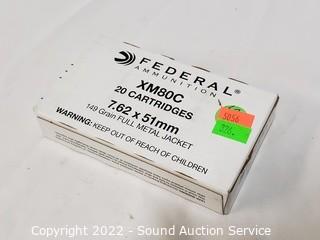 FEDERAL
AMMUNITION
XM80C
20 CARTRIDGES
7.62 x 51mm
149 Grain FULL METAL JACKET
WARNING: KEEP OUT OF REACH OF CHILDREN
5056
Copyright 2022 - Sound Auction Service